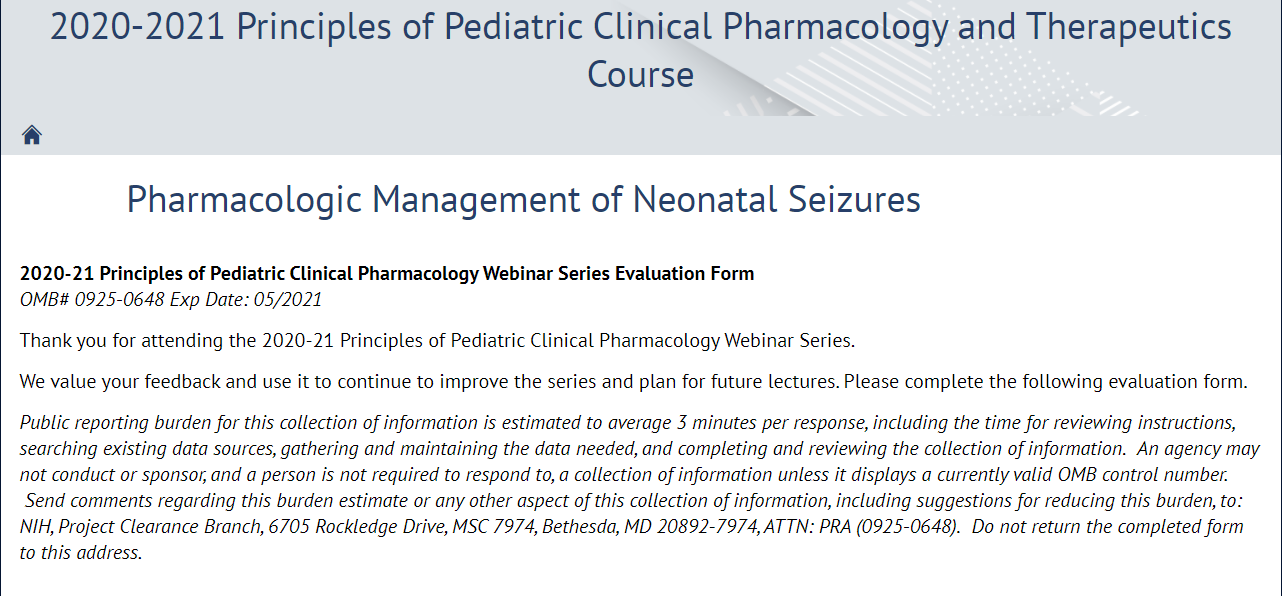 2020-2021 Principles of Pediatric Clinical Pharmacology and Therapeutics
Course
Pharmacologic Management of Neonatal Seizures
2020-21 Principles of Pediatric Clinical Pharmacology Webinar Series Evaluation Form
OMB# 0925-0648 Exp Date: 05/2021
Thank you for attending the 2020-21 Principles of Pediatric Clinical Pharmacology Webinar Series.
We value your feedback and use it to continue to improve the series and plan for future lectures. Please complete the following evaluation form.
Public reporting burden for this collection of information is estimated to average 3 minutes per response, including the time for reviewing instructions,
searching existing data sources, gathering and maintaining the data needed, and completing and reviewing the collection of information.  An agency may
not conduct or sponsor, and a person is not required to respond to, a collection of information unless it displays a currently valid OMB control number.
Send comments regarding this burden estimate or any other aspect of this collection of information, including suggestions for reducing this burden, to:
NIH, Project Clearance Branch, 6705 Rockledge Drive, MSC 7974, Bethesda, MD 20892-7974, ATTN: PRA (0925-0648).  Do not return the completed form
to this address.